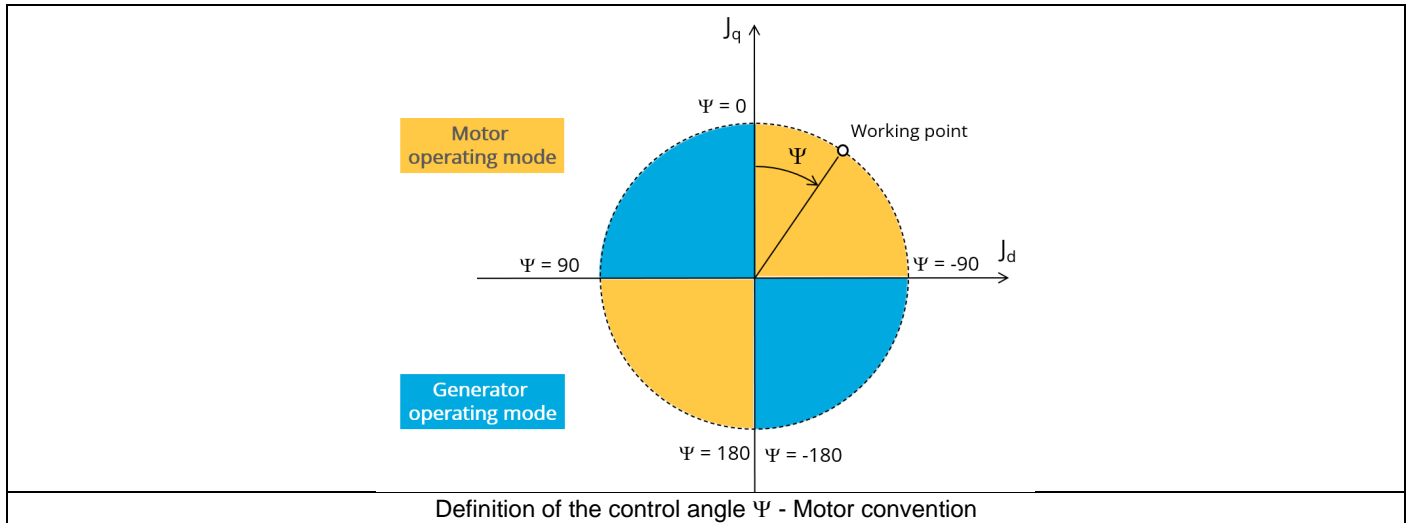 Jq
Ψ = 0
Motor
operating mode
Working point
Ψ
Jd
Ψ = 90
Ψ = -90
Generator
operating mode
Ψ = 180
Ψ = -180
Definition of the control angle Ψ - Motor convention